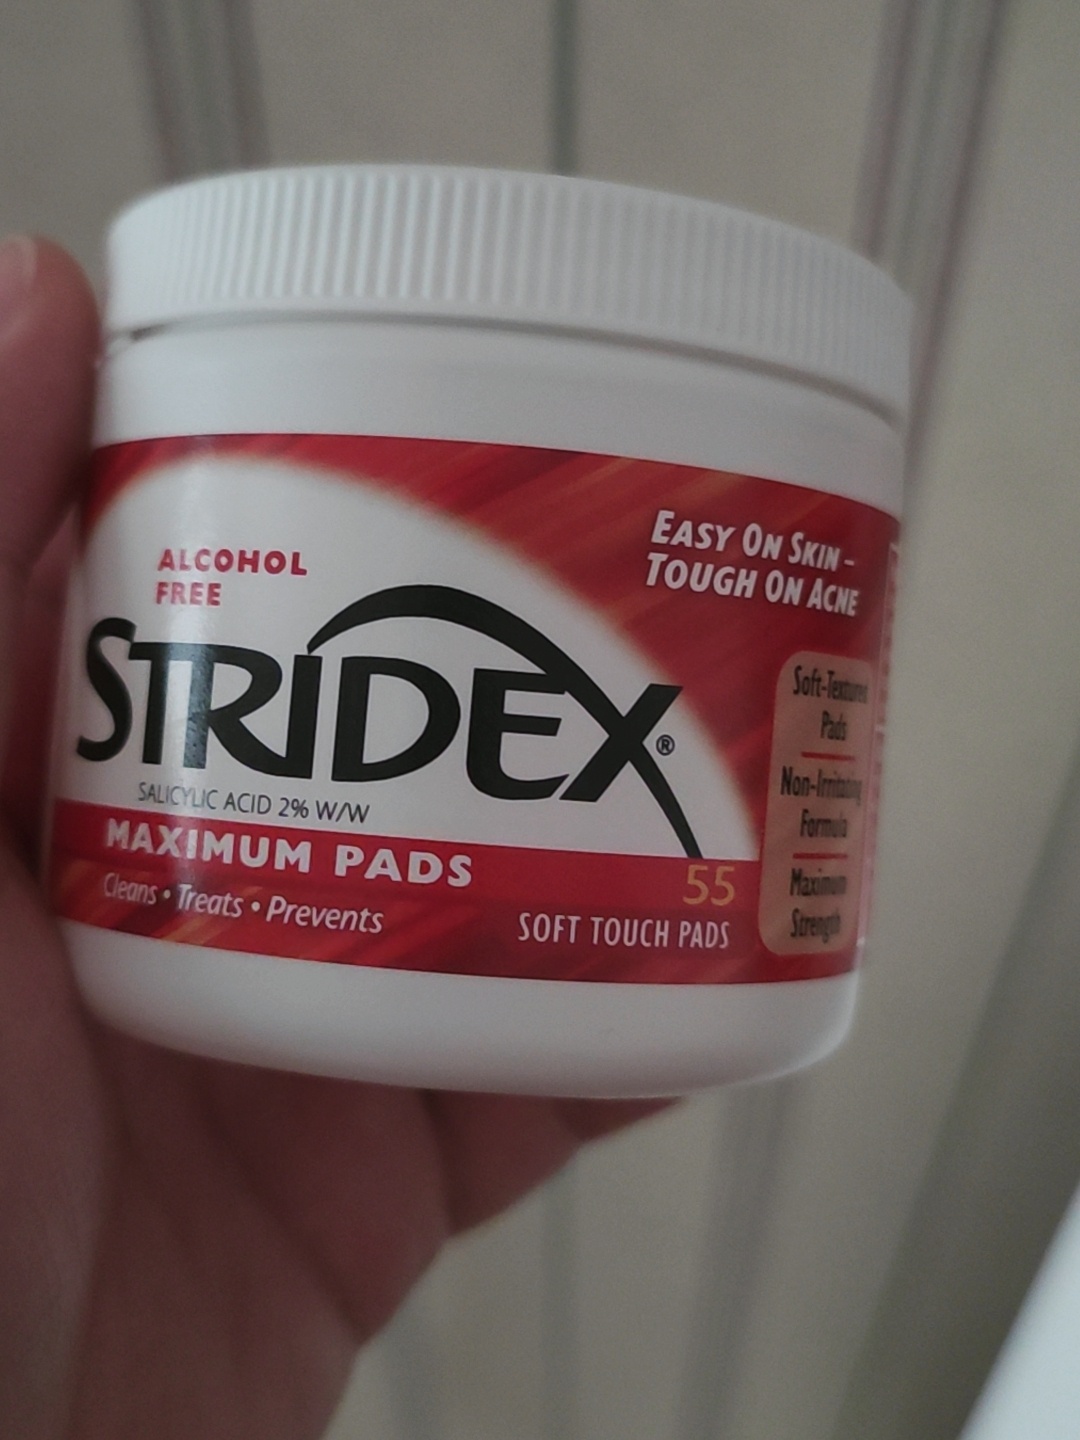 ALCOHOL
FREE
STRIDEX®
SALICYLIC ACID 2% W/W
MAXIMUM PADS
Cleans • Treats • Prevents
55
SOFT TOUCH PADS
EASY ON SKIN –
TOUGH ON ACNE
Soft-Textured
Pads
Non-Irritating
Formula
Maximum
Strength